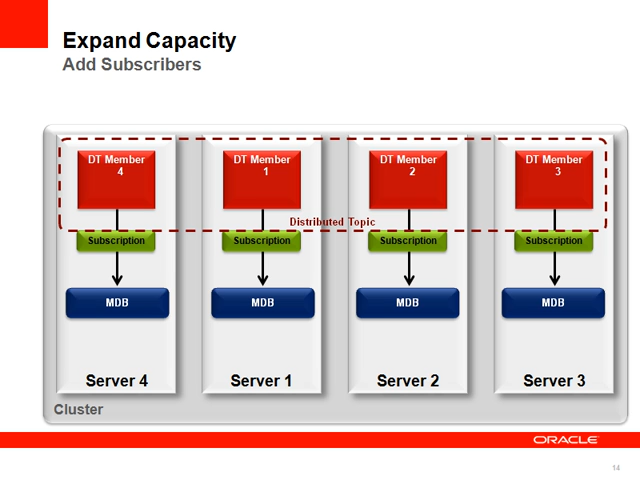 Expand Capacity
Add Subscribers
DT Member
4
DT Member
1
DT Member
2
DT Member
3
Distributed Topic
Subscription
Subscription
Subscription
Subscription
MDB
MDB
MDB
MDB
Server 4
Server 1
Server 2
Server 3
Cluster
ORACLE
14